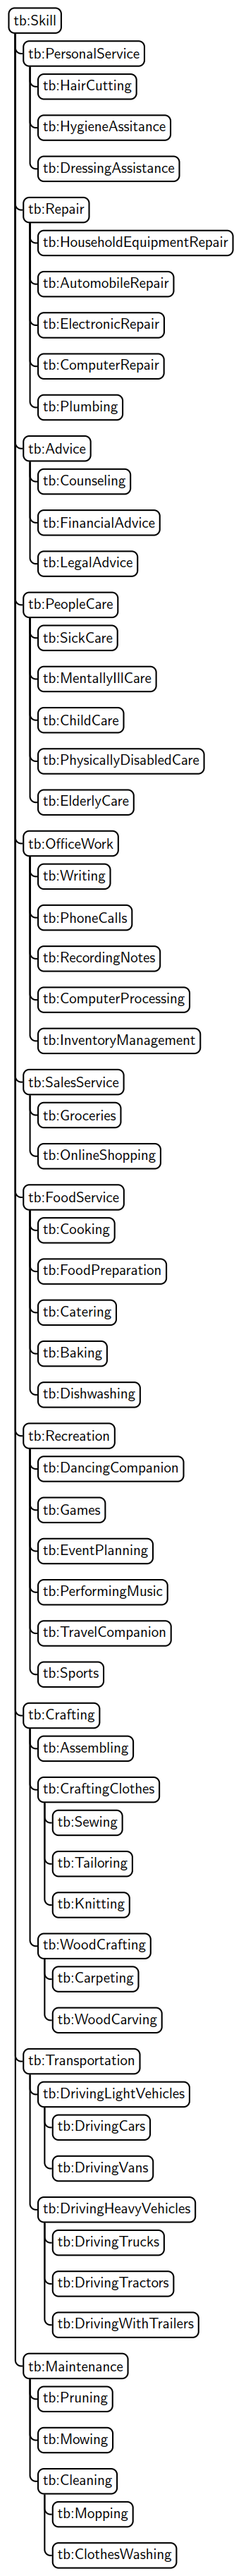 tb:Skill
tb:PersonalService
tb:HairCutting
tb:HygieneAssitance
tb:DressingAssistance
tb:Repair
tb:HouseholdEquipmentRepair
tb:AutomobileRepair
tb:ElectronicRepair
tb:ComputerRepair
tb:Plumbing
tb:Advice
tb:Counseling
tb:FinancialAdvice
tb:LegalAdvice
tb:PeopleCare
tb:SickCare
tb:MentallyIllCare
tb:ChildCare
tb:PhysicallyDisabledCare
tb:ElderlyCare
tb:OfficeWork
tb:Writing
tb:PhoneCalls
tb:RecordingNotes
tb:ComputerProcessing
tb:InventoryManagement
tb:SalesService
tb:Groceries
tb:OnlineShopping
tb:FoodService
tb:Cooking
tb:FoodPreparation
tb:Catering
tb:Baking
tb:Dishwashing
tb:Recreation
tb:DancingCompanion
tb:Games
tb:EventPlanning
tb:PerformingMusic
tb:TravelCompanion
tb:Sports
tb:Crafting
tb:Assembling
tb:CraftingClothes
tb:Sewing
tb:Tailoring
tb:Knitting
tb:WoodCrafting
tb:Carpeting
tb:WoodCarving
tb:Transportation
tb:DrivingLightVehicles
tb:DrivingCars
tb:DrivingVans
tb:DrivingHeavyVehicles
tb:DrivingTrucks
tb:DrivingTractors
tb:DrivingWithTrailers
tb:Maintenance
tb:Pruning
tb:Mowing
tb:Cleaning
tb:Mopping
tb:ClothesWashing